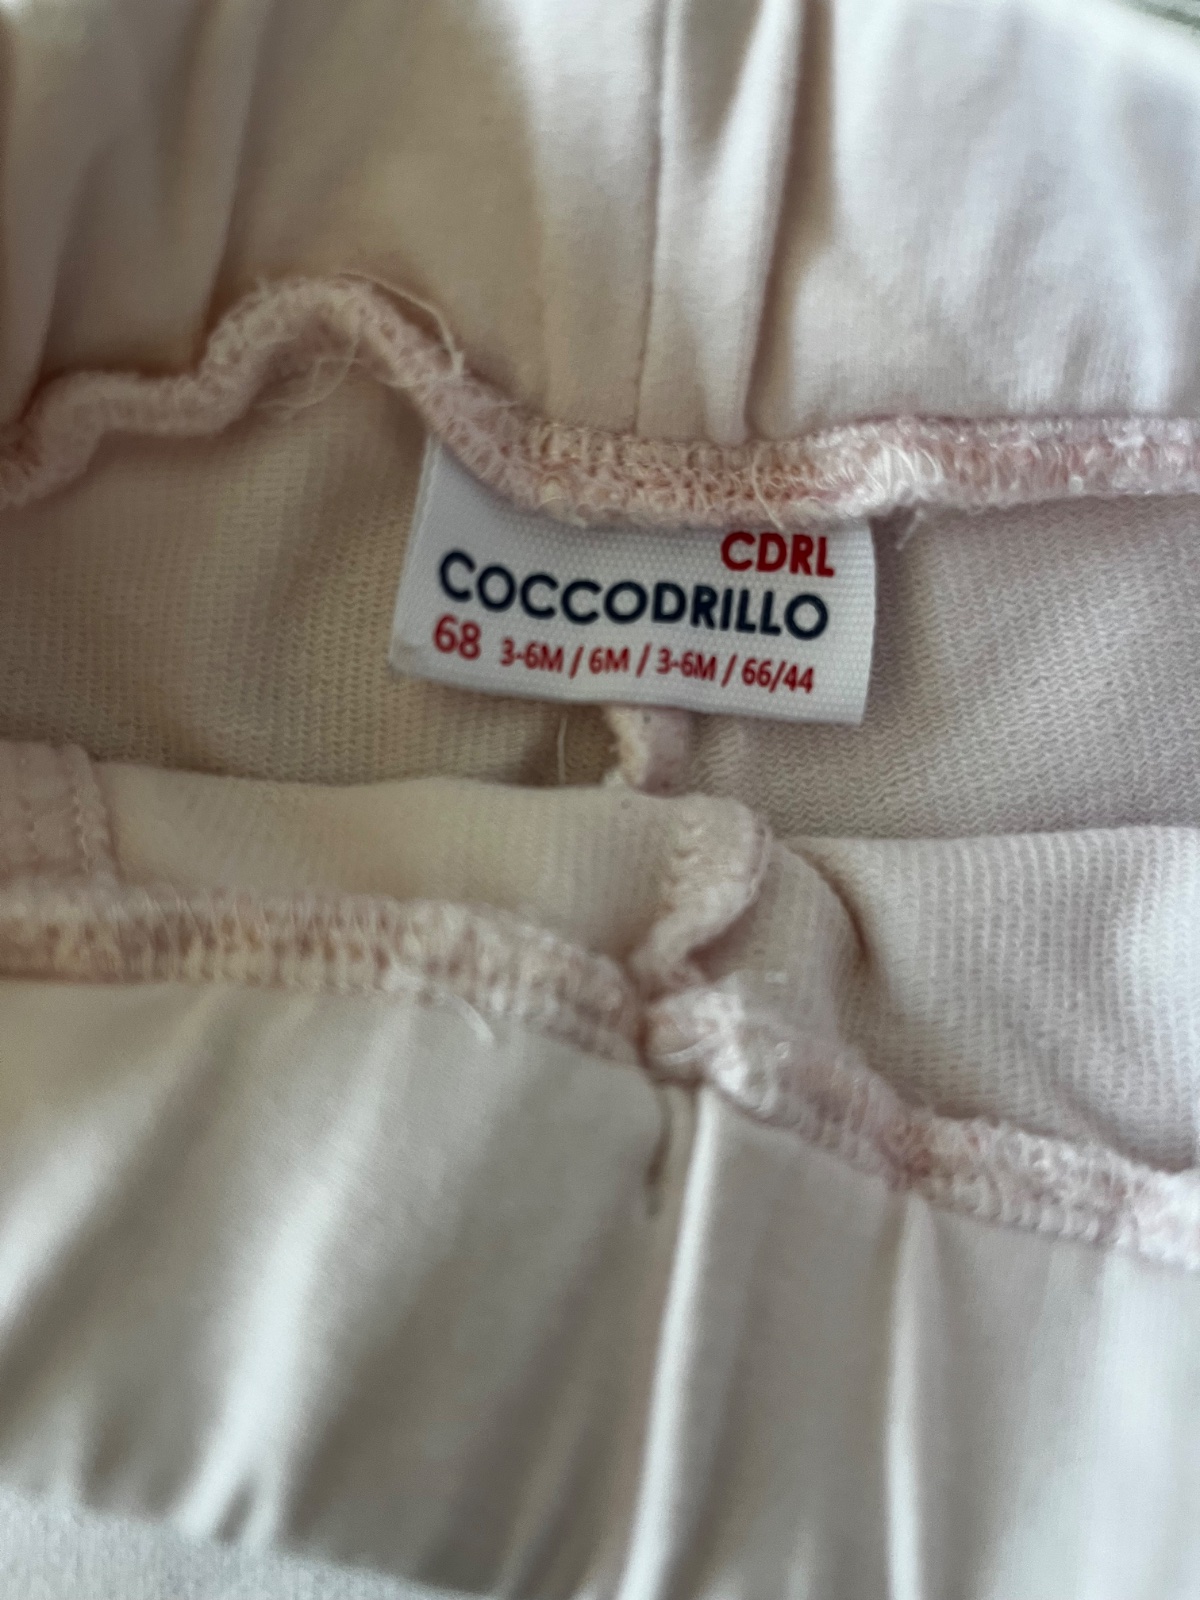 CDRL
COCCODRILLO
68 3-6M / 6M / 3-6M / 66/44